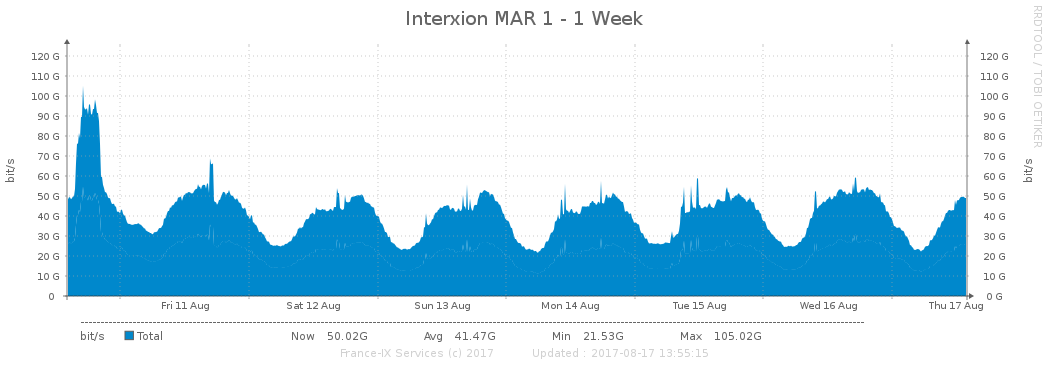 Interxion MAR 1 - 1 Week
RRDTOOL / TOBI OETIKER
bit/s
120 G 120 G
110 G 110 G
100 G 100 G
90 G 90 G
80 G 80 G
70 G 70 G
60 G 60 G
50 G 50 G
40 G 40 G
30 G 30 G
20 G 20 G
10 G 10 G
0 0 G
bit/s
Fri 11 Aug Sat 12 Aug Sun 13 Aug Mon 14 Aug Tue 15 Aug Wed 16 Aug Thu 17 Aug
bit/s Total Now 50.02G Avg 41.47G Min 21.53G Max 105.02G
France-IX Services (c) 2017 Updated : 2017-08-17 13:55:15